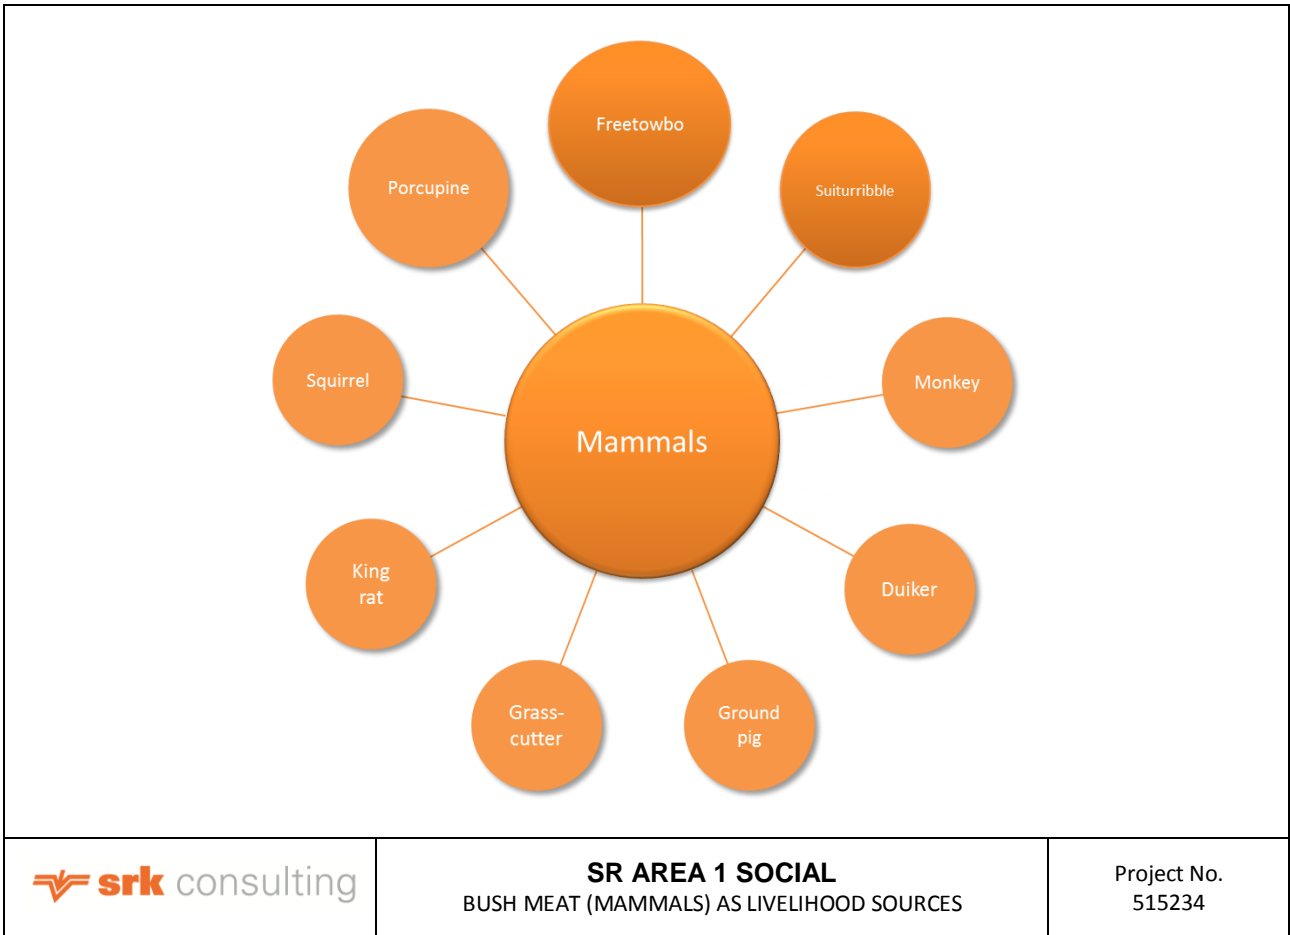 Freetowbo
Suiturribble
Porcupine
Squirrel
Monkey
Mammals
King
rat
Duiker
Grass-
cutter
Ground
pig
srk consulting
SR AREA 1 SOCIAL
BUSH MEAT (MAMMALS) AS LIVELIHOOD SOURCES
Project No.
515234